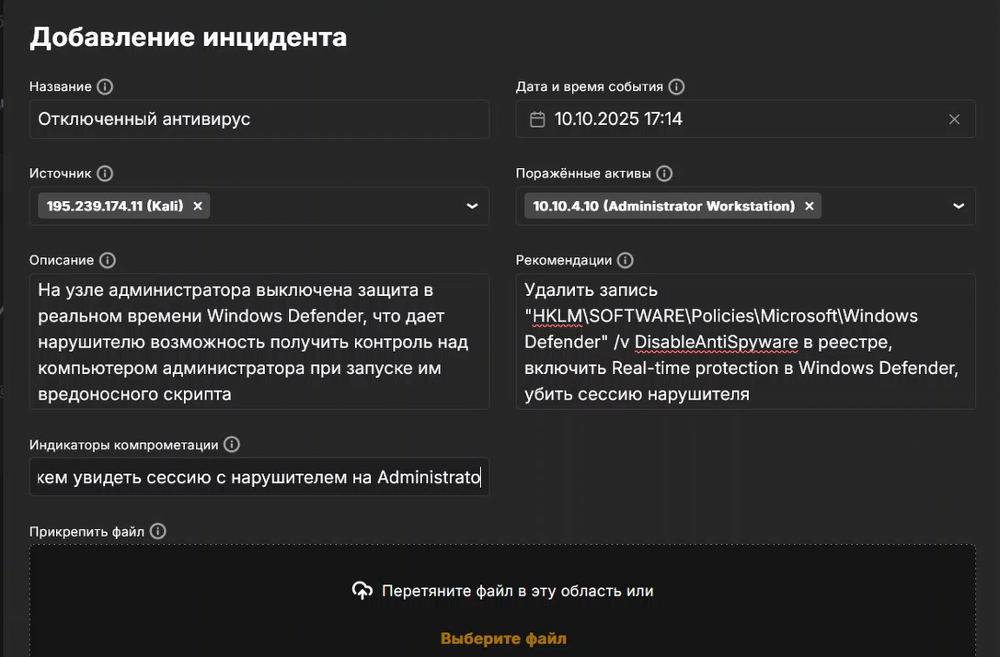 Добавление инцидента
Название
Дата и время события
Отключенный антивирус
10.10.2025 17:14
Источник
Поражённые активы
195.239.174.11 (Kali)
10.10.4.10 (Administrator Workstation)
Описание
На узле администратора выключена защита в
реальном времени Windows Defender, что дает
нарушителю возможность получить контроль над
компьютером администратора при запуске им
вредоносного скрипта
Рекомендации
Удалить запись
"HKLM\SOFTWARE\Policies\Microsoft\Windows
Defender" /v DisableAntiSpyware в реестре,
включить Real-time protection в Windows Defender,
убить сессию нарушителя
Индикаторы компрометации
кем увидеть сессию с нарушителем на Administrato
Прикрепить файл
Перетяните файл в эту область или
Выберите файл